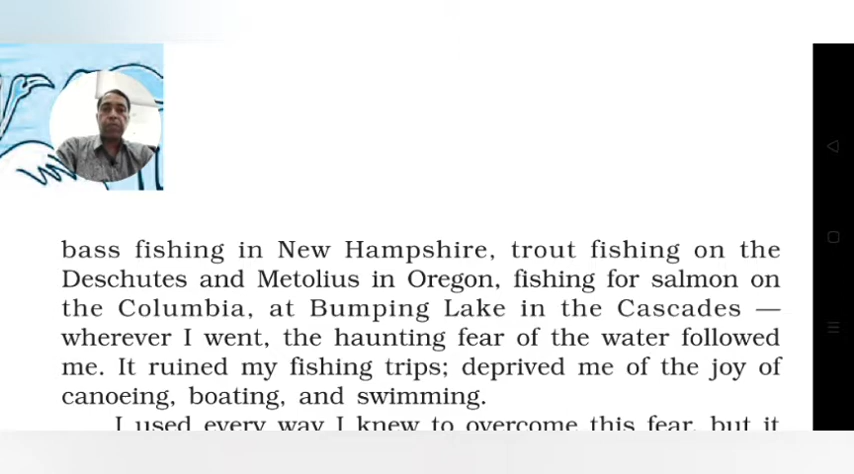 bass fishing in New Hampshire, trout fishing on the
Deschutes and Metolius in Oregon, fishing for salmon on
the Columbia, at Bumping Lake in the Cascades —
wherever I went, the haunting fear of the water followed
me. It ruined my fishing trips; deprived me of the joy of
canoeing, boating, and swimming.
I used every way I knew to overcome this fear, but it